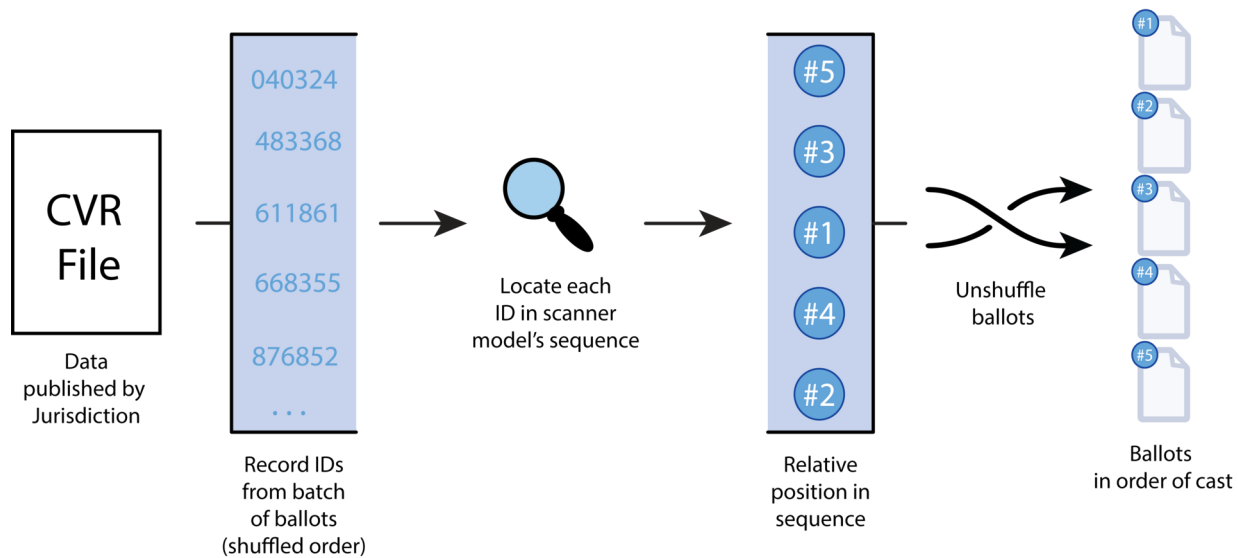 CVR
File
Data
published by
Jurisdiction
040324
483368
611861
668355
876852
...
Record IDs
from batch
of ballots
(shuffled order)
Locate each
ID in scanner
model's sequence
#5
#3
#1
#4
#2
Relative
position in
sequence
Unshuffle
ballots
#1
#2
#3
#4
#5
Ballots
in order of cast